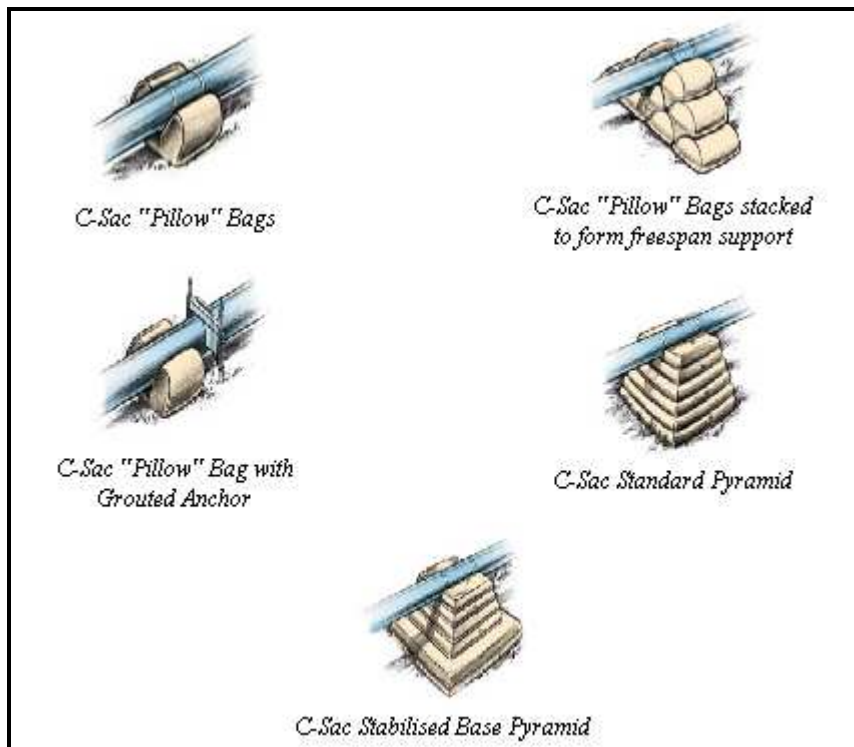 C-Sac "Pillow" Bags
C-Sac "Pillow" Bags stacked
to form freespan support
C-Sac "Pillow" Bag with
Grouted Anchor
C-Sac Standard Pyramid
C-Sac Stabilised Base Pyramid